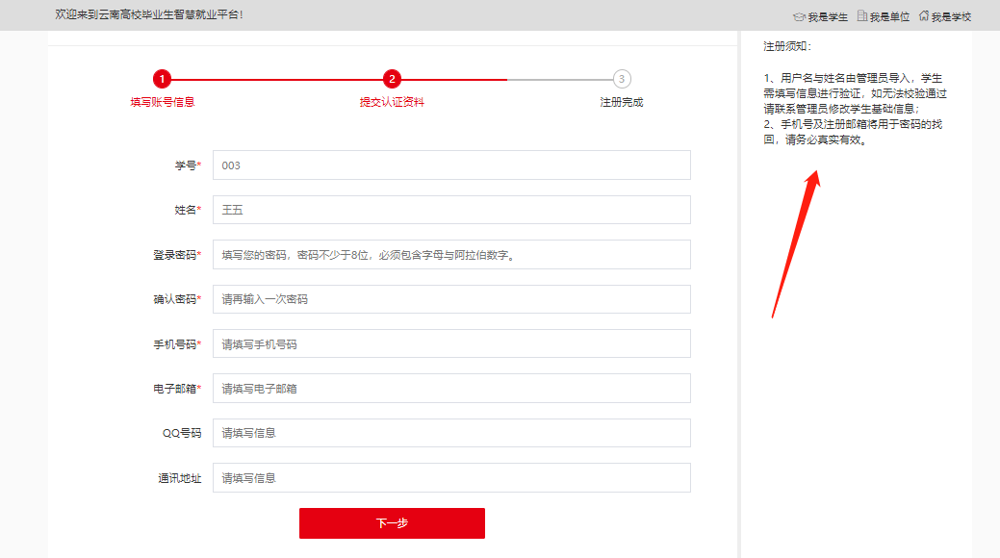 欢迎来到云南高校毕业生智慧就业平台！
我是学生 我是单位 我是学校
1 2 3
填写账号信息 提交认证资料 注册完成
学号* 003
姓名* 王五
登录密码* 填写您的密码，密码不少于8位，必须包含字母与阿拉伯数字。
确认密码* 请再输入一次密码
手机号码* 请填写手机号码
电子邮箱* 请填写电子邮箱
QQ号码 请填写信息
通讯地址 请填写信息
下一步
注册须知：
1、用户名与姓名由管理员导入，学生
需填写信息进行验证，如无法校验通过
请联系管理员修改学生基础信息；
2、手机号及注册邮箱将用于密码的找
回，请务必真实有效。